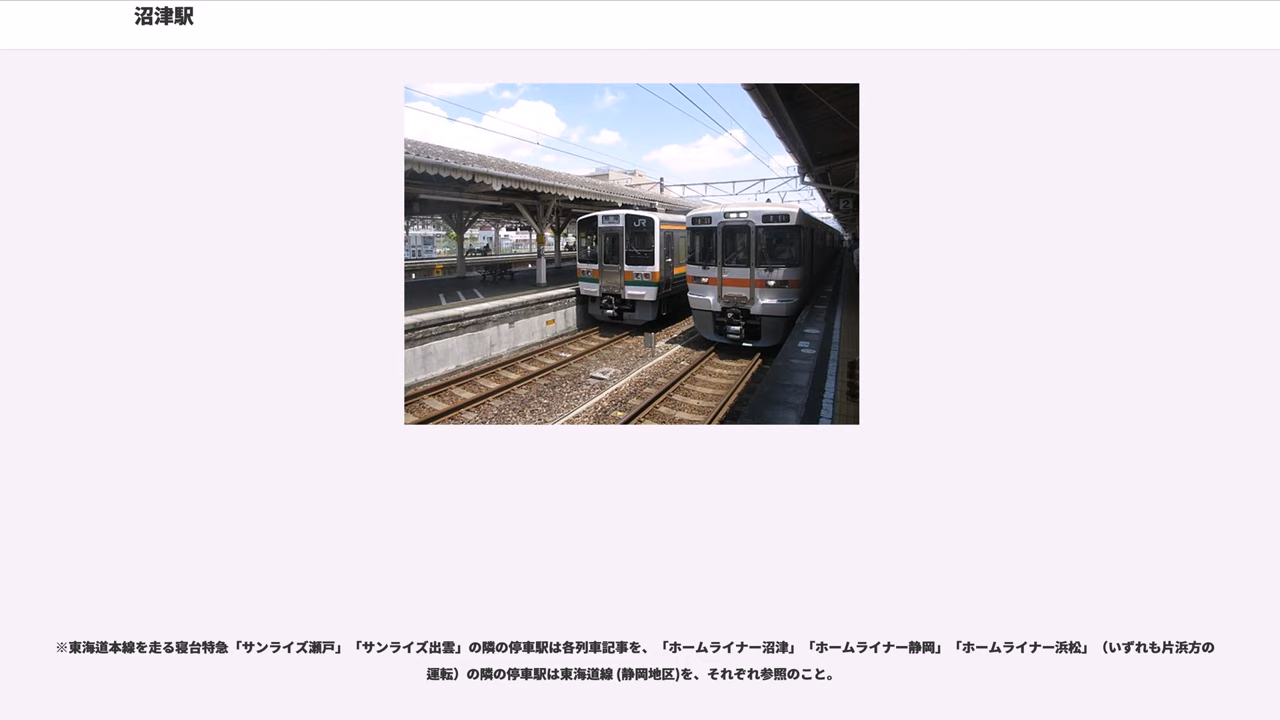 沼津駅
JR
2
※東海道本線を走る寝台特急「サンライズ瀬戸」「サンライズ出雲」の隣の停車駅は各列車記事を、「ホームライナー沼津」「ホームライナー静岡」「ホームライナー浜松」（いずれも片浜方の
運転）の隣の停車駅は東海道線 (静岡地区)を、それぞれ参照のこと。